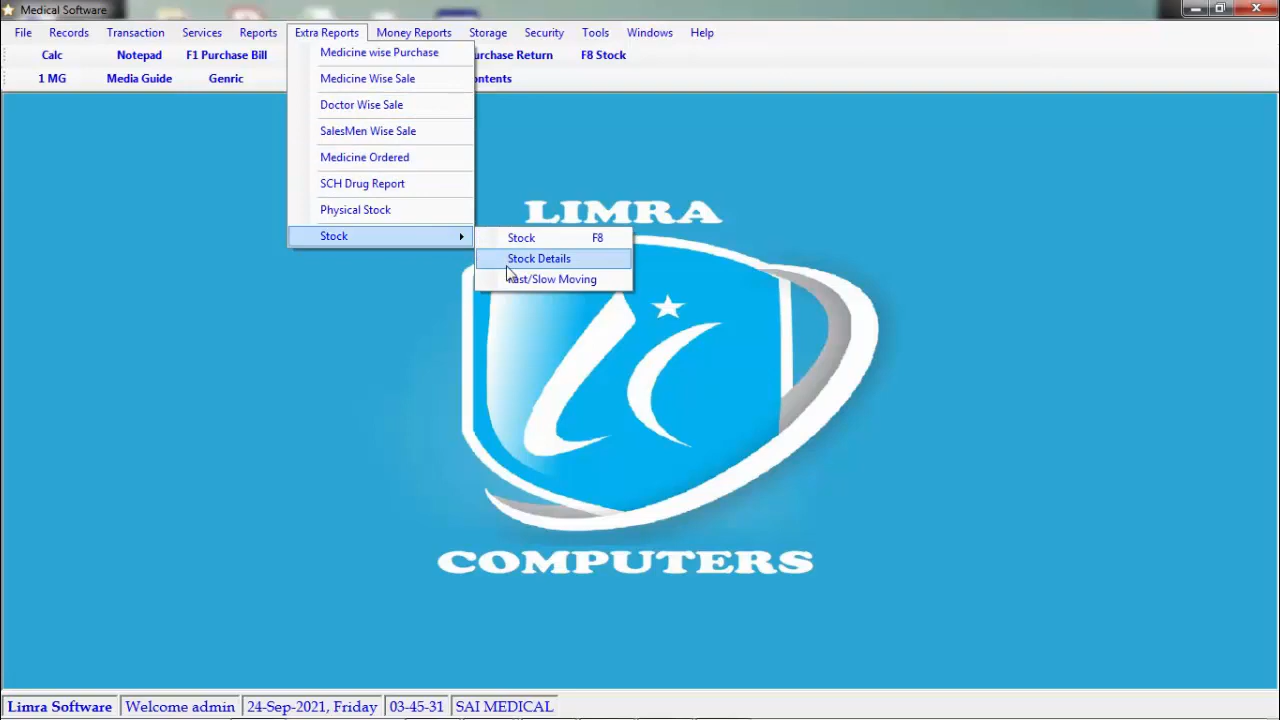 Medical Software
File Records Transaction Services Reports Extra Reports Money Reports Storage Security Tools Windows Help
Calc Notepad F1 Purchase Bill urchase Return F8 Stock
1 MG Media Guide Genric ontents
Medicine wise Purchase
Medicine Wise Sale
Doctor Wise Sale
SalesMen Wise Sale
Medicine Ordered
SCH Drug Report
Physical Stock
Stock
Stock F8
Stock Details
Fast/Slow Moving
LIMRA
COMPUTERS
Limra Software Welcome admin 24-Sep-2021, Friday 03-45-31 SAI MEDICAL